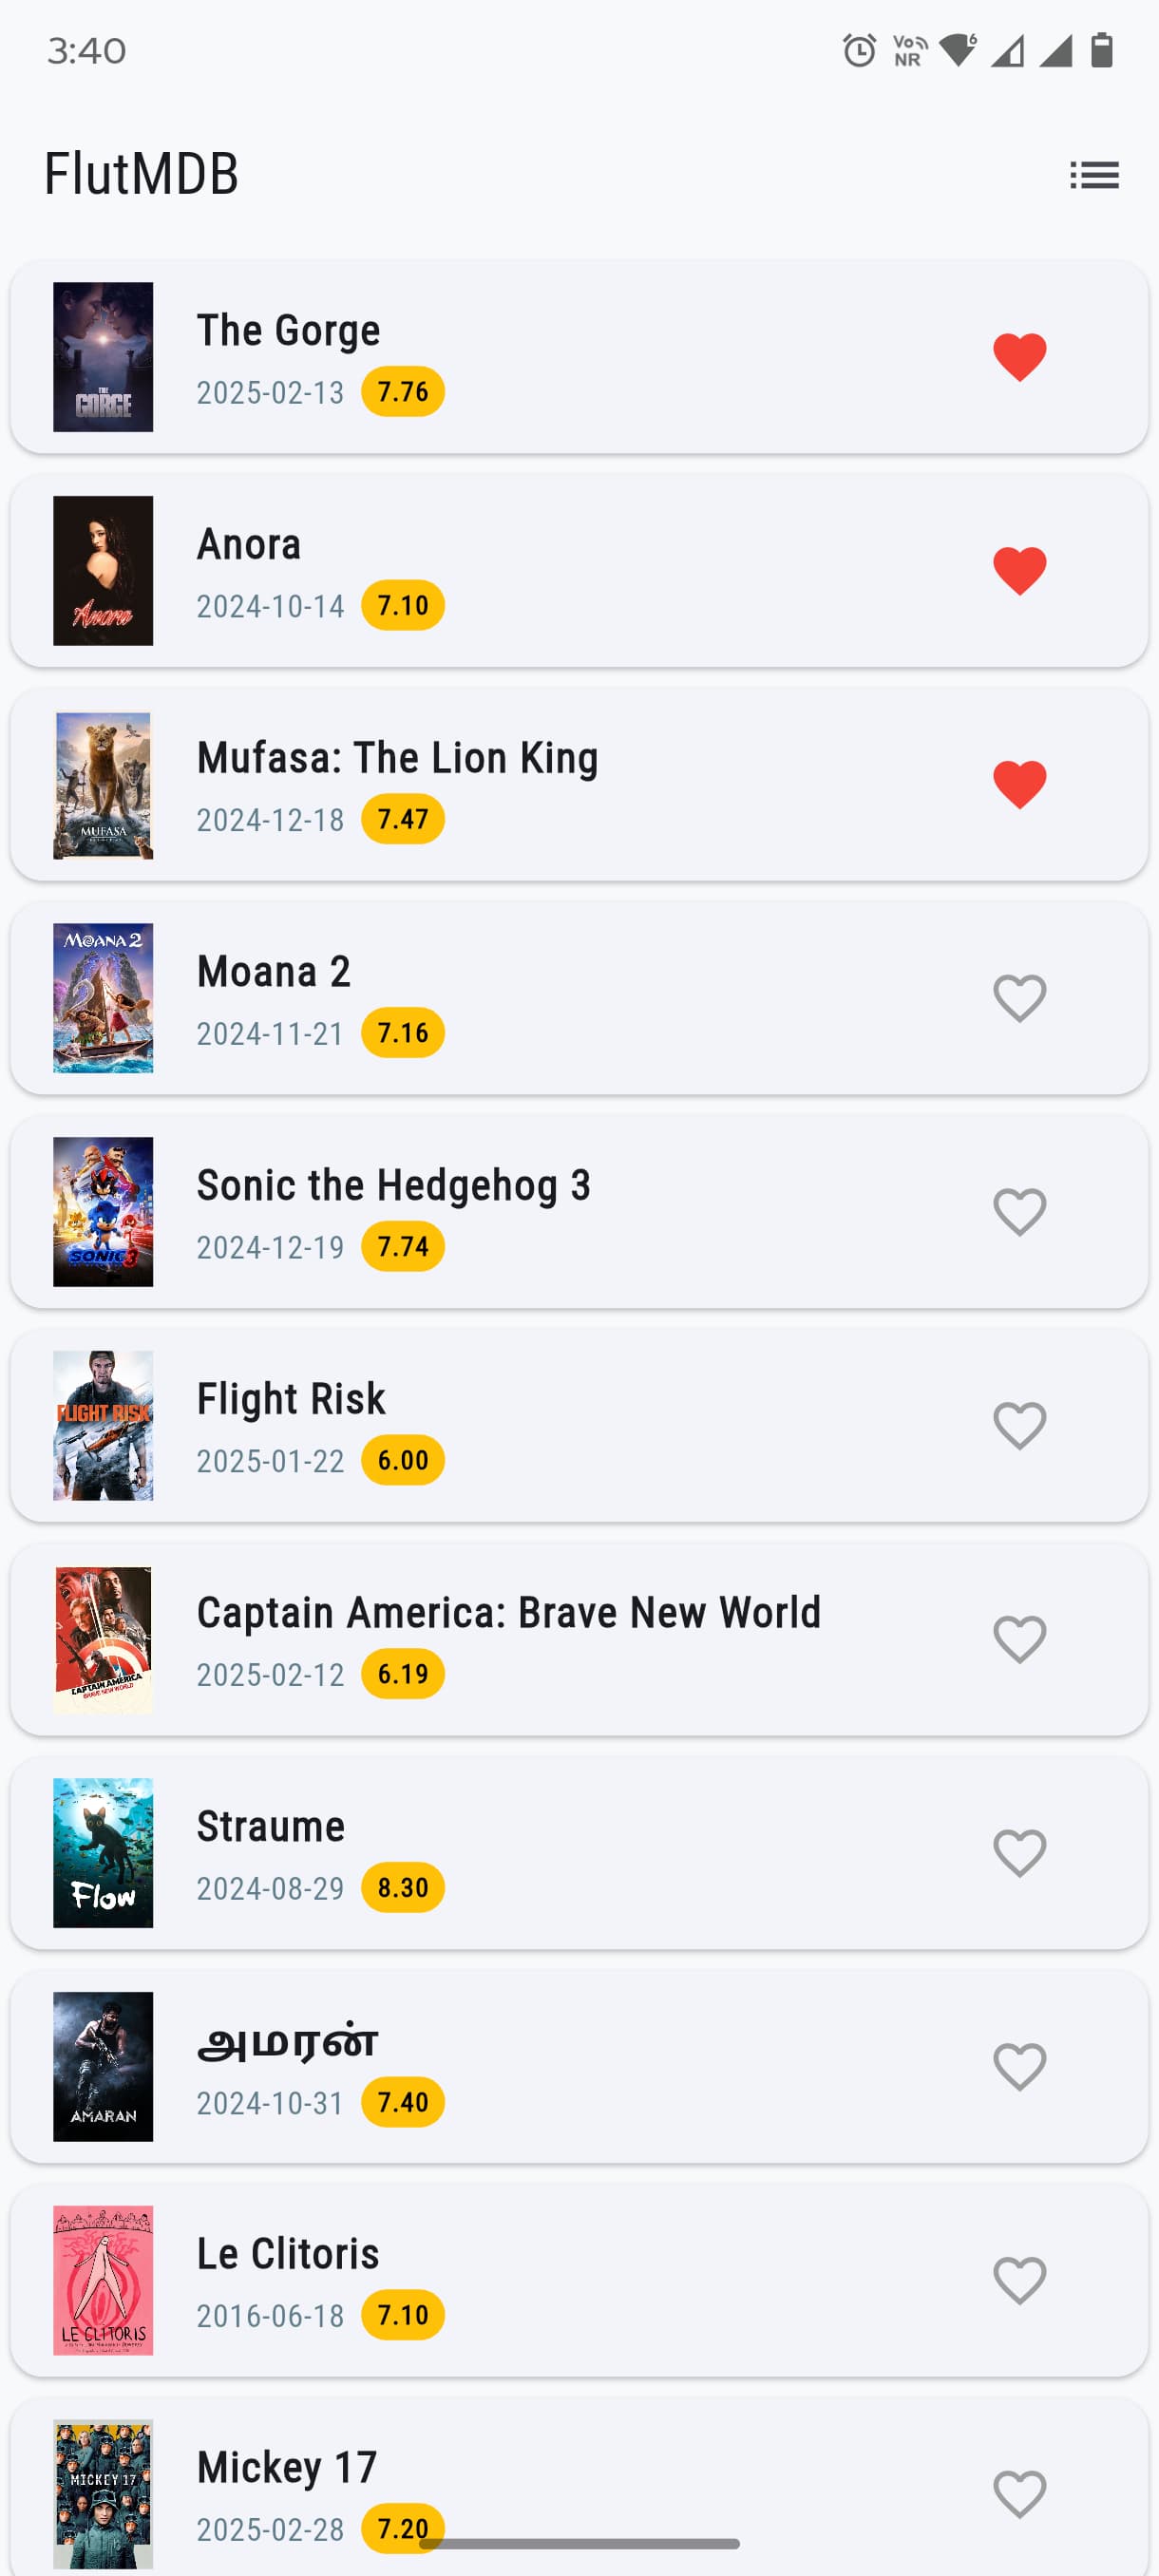 3:40
Vo
NR
6
FlutMDB
THE
GORGE
The Gorge
2025-02-13 7.76
Anora
Anora
2024-10-14 7.10
MUFASA
Mufasa: The Lion King
2024-12-18 7.47
MOANA 2
Moana 2
2024-11-21 7.16
SONIC 3
Sonic the Hedgehog 3
2024-12-19 7.74
FLIGHT RISK
Flight Risk
2025-01-22 6.00
CAPTAIN AMERICA
BRAVE NEW WORLD
Captain America: Brave New World
2025-02-12 6.19
Flow
Straume
2024-08-29 8.30
AMARAN
அமரன்
2024-10-31 7.40
LE CLITORIS
Le Clitoris
2016-06-18 7.10
MICKEY 17
Mickey 17
2025-02-28 7.20